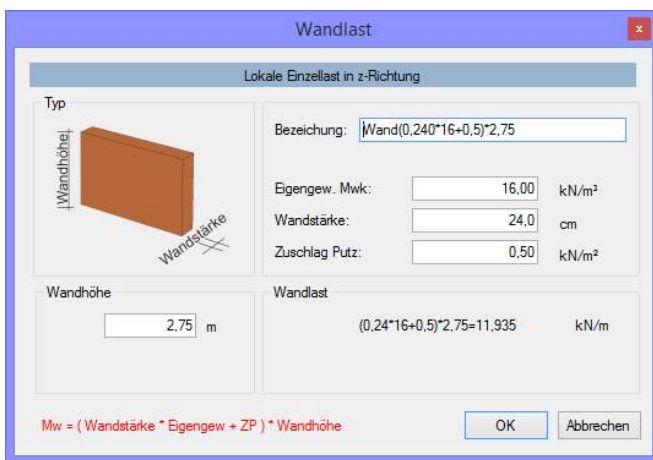 Wandlast
x
Lokale Einzellast in z-Richtung
Typ
Wandhöhe
Wandstärke
Bezeichung: Wand(0,240*16+0,5)*2,75
Eigengew. Mwk: 16,00 kN/m³
Wandstärke: 24,0 cm
Zuschlag Putz: 0,50 kN/m²
Wandhöhe
2,75 m
Wandlast
(0,24*16+0,5)*2,75=11,935 kN/m
Mw = ( Wandstärke * Eigengew + ZP ) * Wandhöhe
OK
Abbrechen